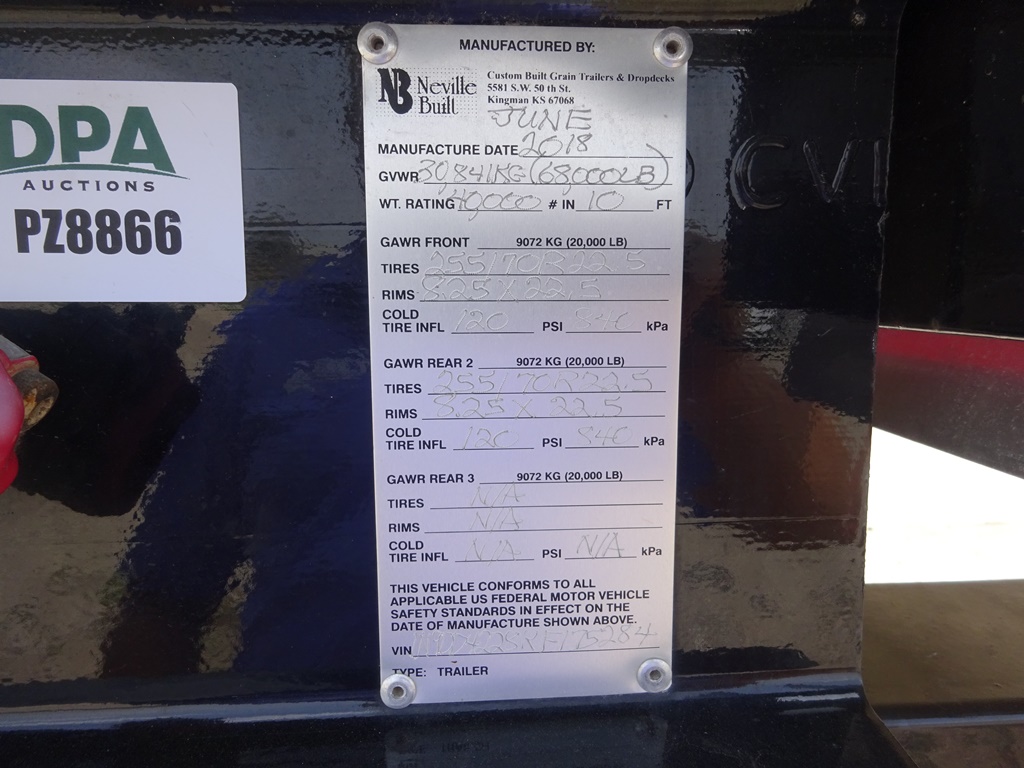 DPA
AUCTIONS
PZ8866
MANUFACTURED BY:
NB Neville Built
Custom Built Grain Trailers & Dropdecks
5581 S.W. 50 th St.
Kingman KS 67068
JUNE
MANUFACTURE DATE 2018
GVWR 30841KG (68000LB)
WT. RATING 40,000 # IN 10 FT
GAWR FRONT 9072 KG (20,000 LB)
TIRES 255/70R22.5
RIMS 8.25 X 22.5
COLD
TIRE INFL 120 PSI 840 kPa
GAWR REAR 2 9072 KG (20,000 LB)
TIRES 255/70R22.5
RIMS 8.25 X 22.5
COLD
TIRE INFL 120 PSI 840 kPa
GAWR REAR 3 9072 KG (20,000 LB)
TIRES N/A
RIMS N/A
COLD
TIRE INFL N/A PSI N/A kPa
THIS VEHICLE CONFORMS TO ALL
APPLICABLE US FEDERAL MOTOR VEHICLE
SAFETY STANDARDS IN EFFECT ON THE
DATE OF MANUFACTURE SHOWN ABOVE.
VIN
TYPE: TRAILER